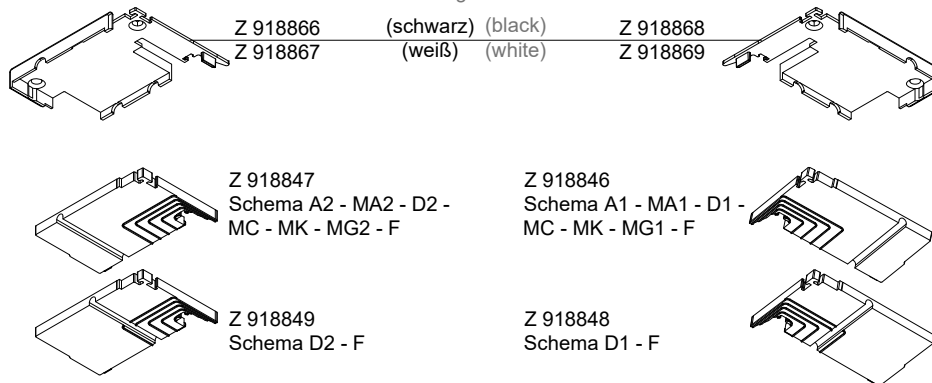 Z 918866 (schwarz) (black) Z 918868
Z 918867 (weiß) (white) Z 918869
Z 918847
Schema A2 - MA2 - D2 -
MC - MK - MG2 - F
Z 918846
Schema A1 - MA1 - D1 -
MC - MK - MG1 - F
Z 918849
Schema D2 - F
Z 918848
Schema D1 - F